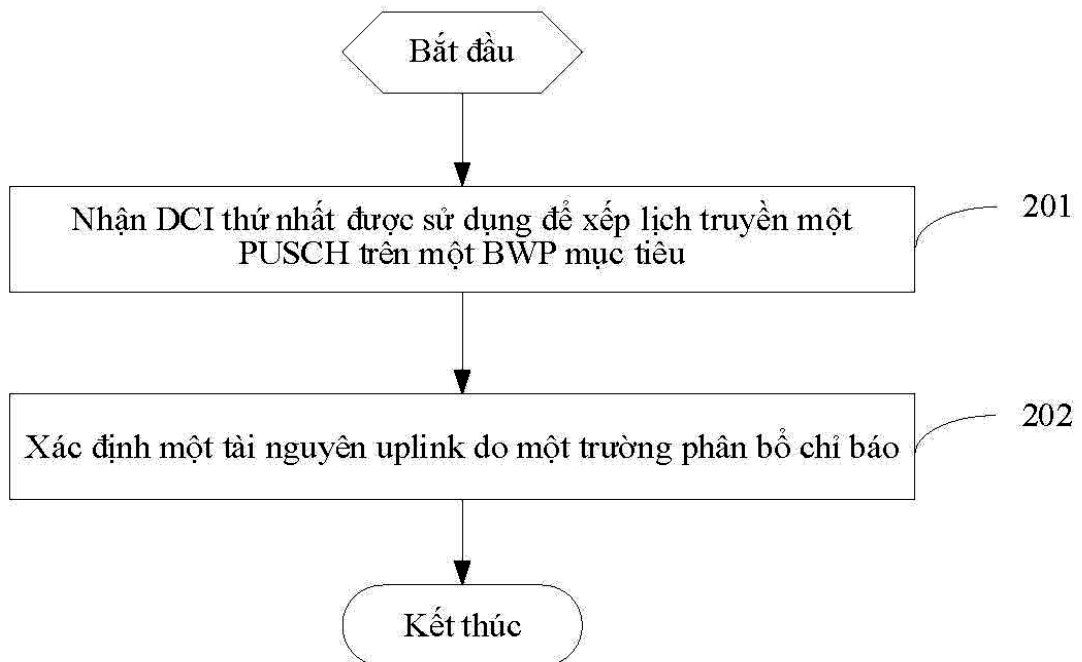 Bắt đầu
Nhận DCI thứ nhất được sử dụng để xếp lịch truyền một
PUSCH trên một BWP mục tiêu
201
Xác định một tài nguyên uplink do một trường phân bổ chỉ báo
202
Kết thúc